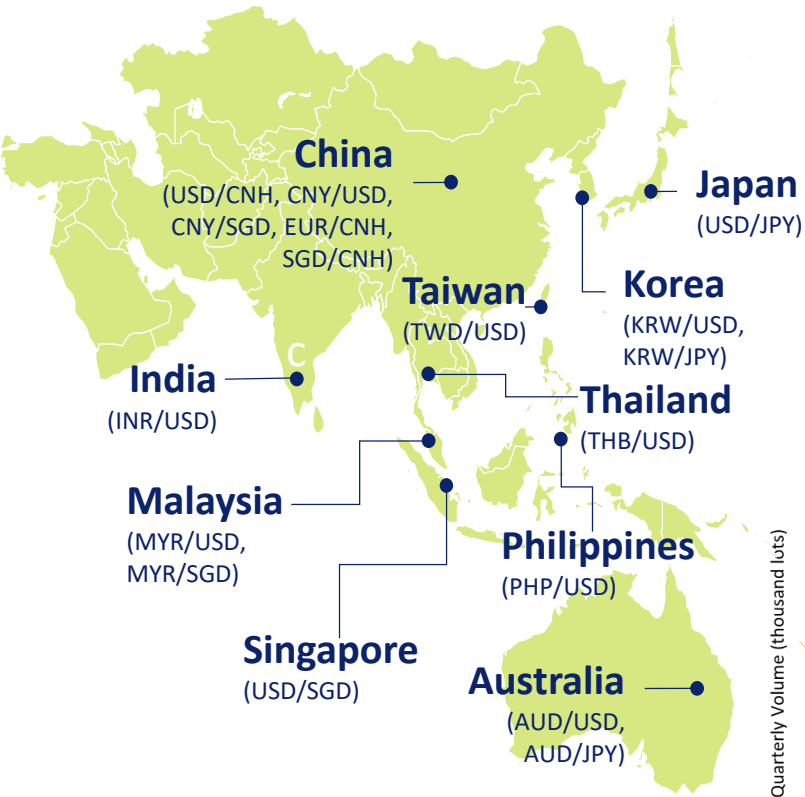 China
(USD/CNH, CNY/USD,
CNY/SGD, EUR/CNH,
SGD/CNH)
Japan
(USD/JPY)
Korea
(KRW/USD,
KRW/JPY)
Taiwan
(TWD/USD)
C
India
(INR/USD)
Thailand
(THB/USD)
Malaysia
(MYR/USD,
MYR/SGD)
Philippines
(PHP/USD)
Singapore
(USD/SGD)
Australia
(AUD/USD,
AUD/JPY)
Quarterly Volume (thousand lots)